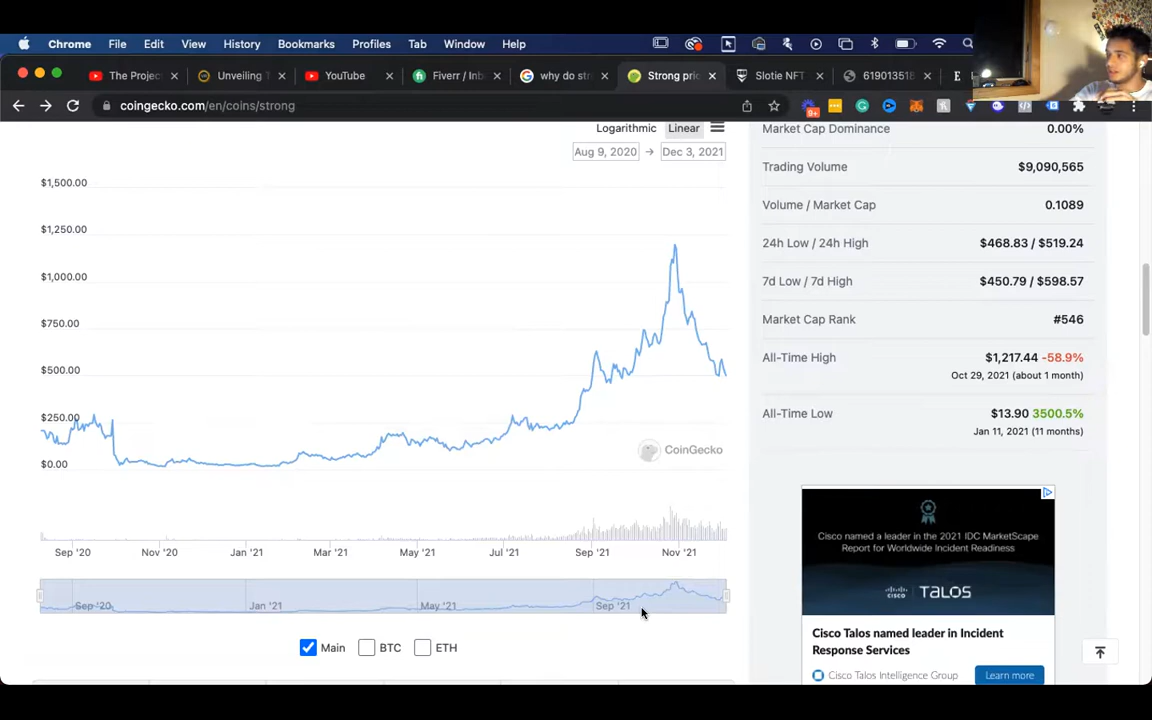 Chrome File Edit View History Bookmarks Profiles Tab Window Help
The Projec Unveiling T YouTube Fiverr / Inb why do str Strong pric Slotie NFT 619013518 E
coingecko.com/en/coins/strong
9+
Logarithmic Linear
Aug 9, 2020 → Dec 3, 2021
$1,500.00
$1,250.00
$1,000.00
$750.00
$500.00
$250.00
$0.00
CoinGecko
Sep '20 Nov '20 Jan '21 Mar '21 May '21 Jul '21 Sep '21 Nov '21
Sep '20 Jan '21 May '21 Sep '21
Main BTC ETH
Market Cap Dominance 0.00%
Trading Volume $9,090,565
Volume / Market Cap 0.1089
24h Low / 24h High $468.83 / $519.24
7d Low / 7d High $450.79 / $598.57
Market Cap Rank #546
All-Time High $1,217.44 -58.9%
Oct 29, 2021 (about 1 month)
All-Time Low $13.90 3500.5%
Jan 11, 2021 (11 months)
Cisco named a leader in the 2021 IDC MarketScape
Report for Worldwide Incident Readiness
cisco TALOS
Cisco Talos named leader in Incident
Response Services
Cisco Talos Intelligence Group Learn more